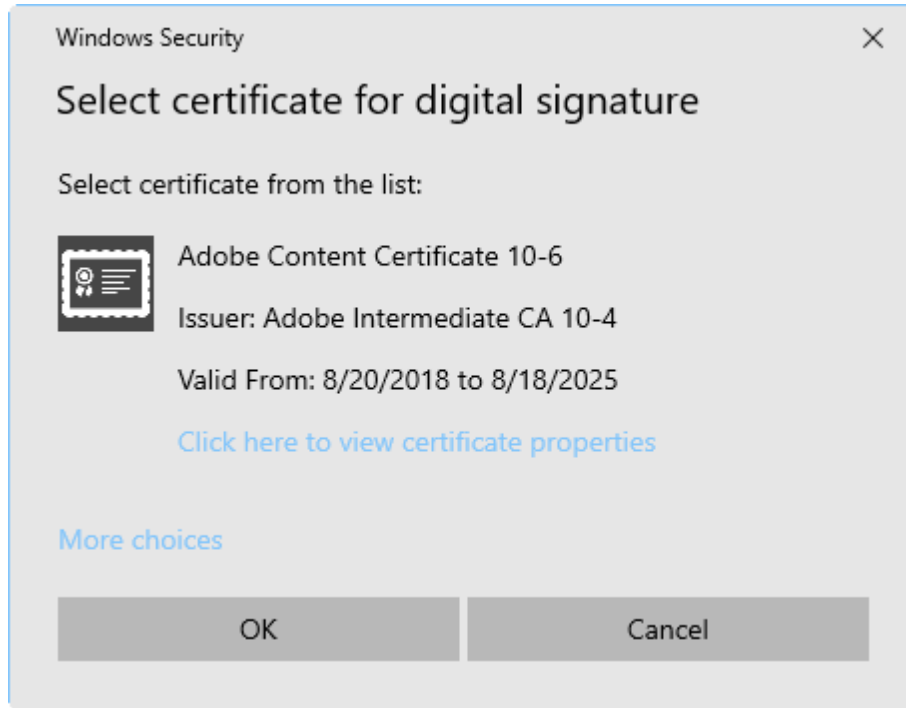 Windows Security
Select certificate for digital signature
Select certificate from the list:
Adobe Content Certificate 10-6
Issuer: Adobe Intermediate CA 10-4
Valid From: 8/20/2018 to 8/18/2025
Click here to view certificate properties
More choices
OK
Cancel